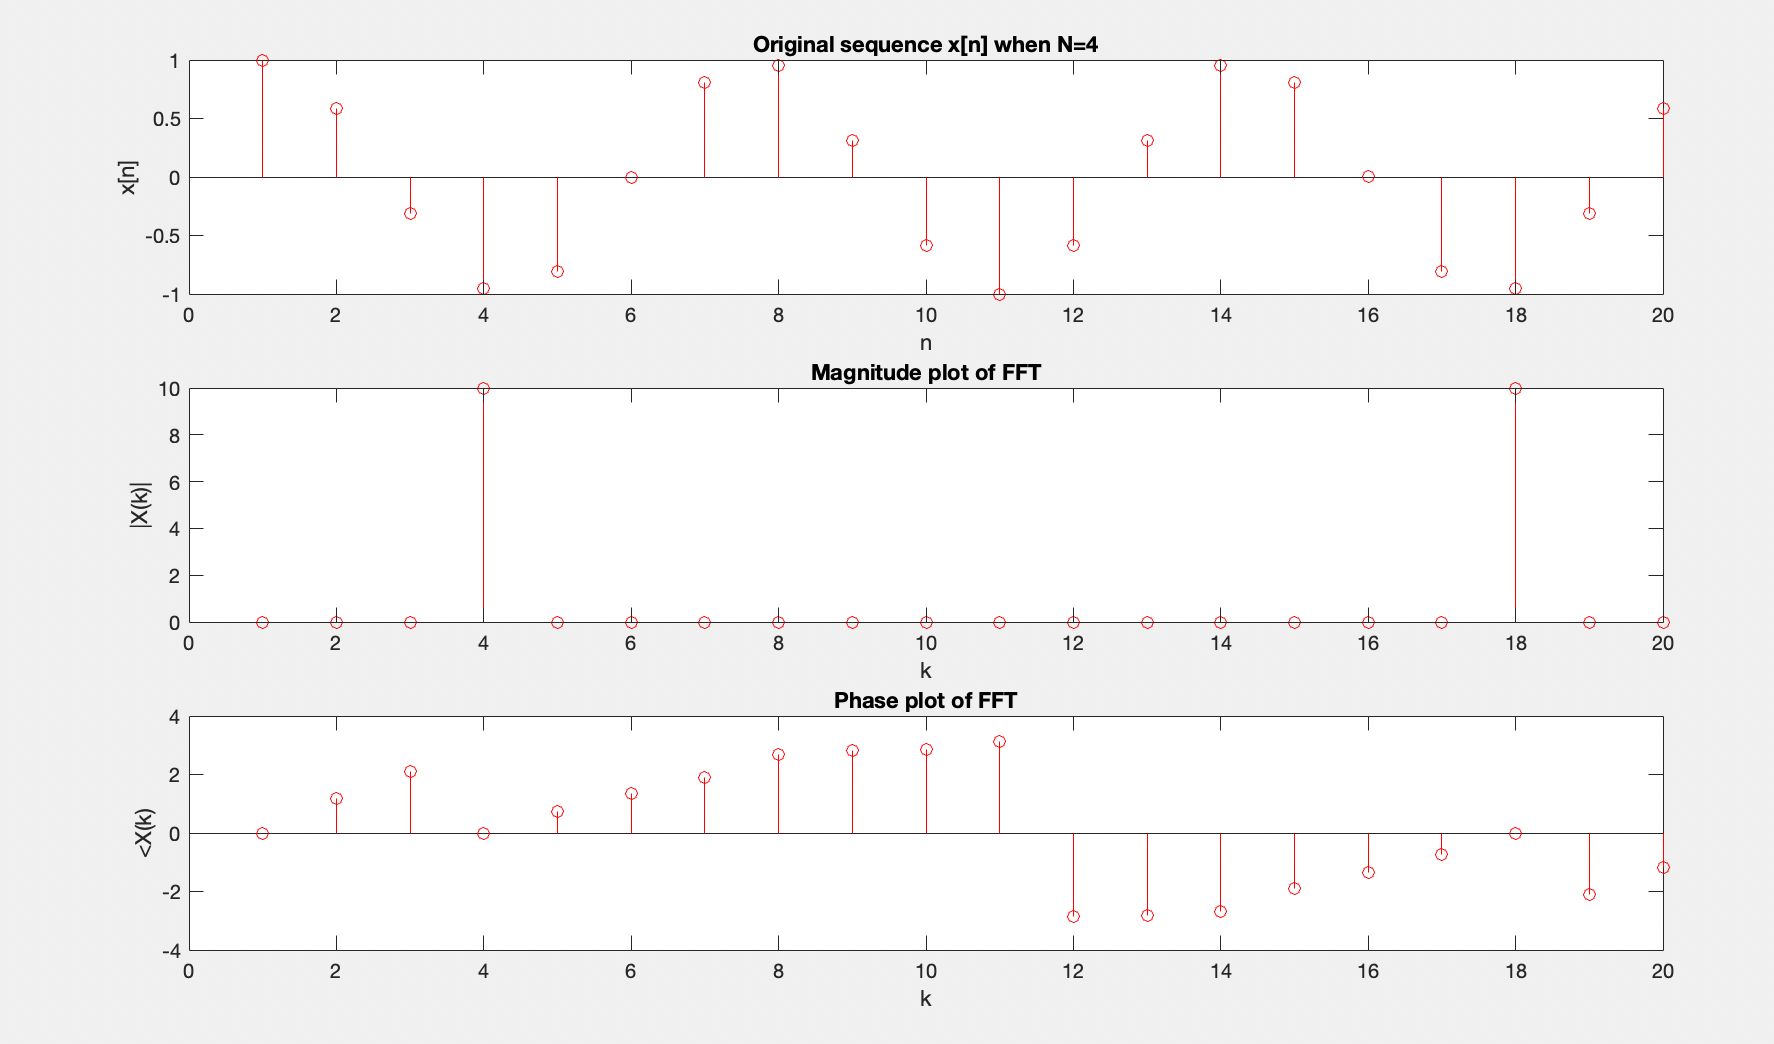 Original sequence x[n] when N=4
x[n]
1
0.5
0
-0.5
-1
0 2 4 6 8 10 12 14 16 18 20
n
Magnitude plot of FFT
|X(k)|
10
8
6
4
2
0
0 2 4 6 8 10 12 14 16 18 20
k
Phase plot of FFT
<X(k)
4
2
0
-2
-4
0 2 4 6 8 10 12 14 16 18 20
k